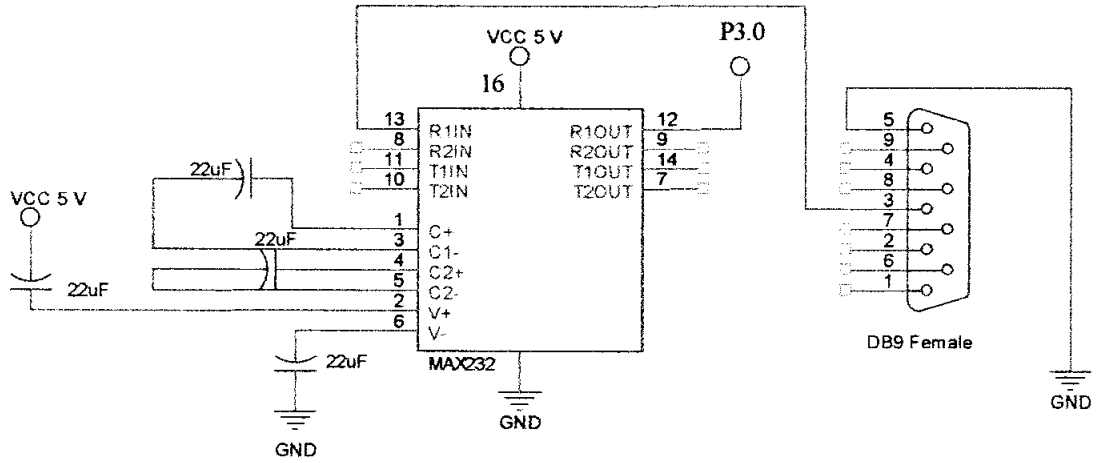 VCC 5 V
P3.0
16
13 R1IN
8 R2IN
11 T1IN
10 T2IN
R1OUT 12
R2OUT 9
T1OUT 14
T2OUT 7
1 C+
3 C1-
4 C2+
5 C2-
2 V+
6 V-
MAX232
22uF
22uF
VCC 5 V
22uF
22uF
GND
GND
5
9
4
8
3
7
2
6
1
DB9 Female
GND